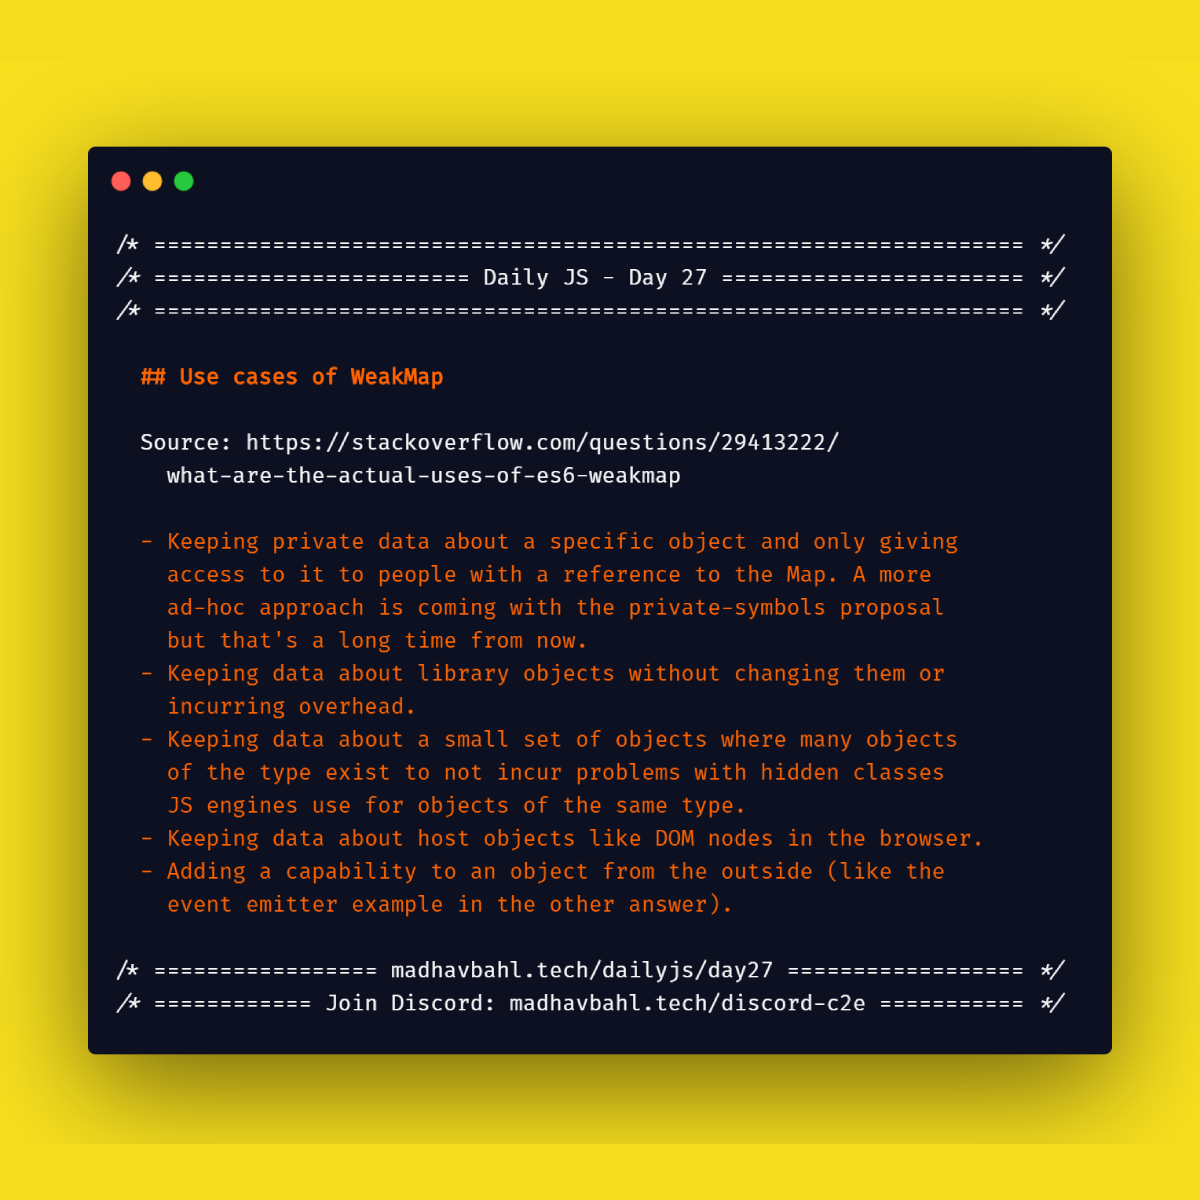 /* ================================================================== */
/* ======================== Daily JS - Day 27 ======================= */
/* ================================================================== */
## Use cases of WeakMap
Source: https://stackoverflow.com/questions/29413222/
what-are-the-actual-uses-of-es6-weakmap
- Keeping private data about a specific object and only giving
access to it to people with a reference to the Map. A more
ad-hoc approach is coming with the private-symbols proposal
but that's a long time from now.
- Keeping data about library objects without changing them or
incurring overhead.
- Keeping data about a small set of objects where many objects
of the type exist to not incur problems with hidden classes
JS engines use for objects of the same type.
- Keeping data about host objects like DOM nodes in the browser.
- Adding a capability to an object from the outside (like the
event emitter example in the other answer).
/* ================= madhavbahl.tech/dailyjs/day27 ================== */
/* ============ Join Discord: madhavbahl.tech/discord-c2e =========== */